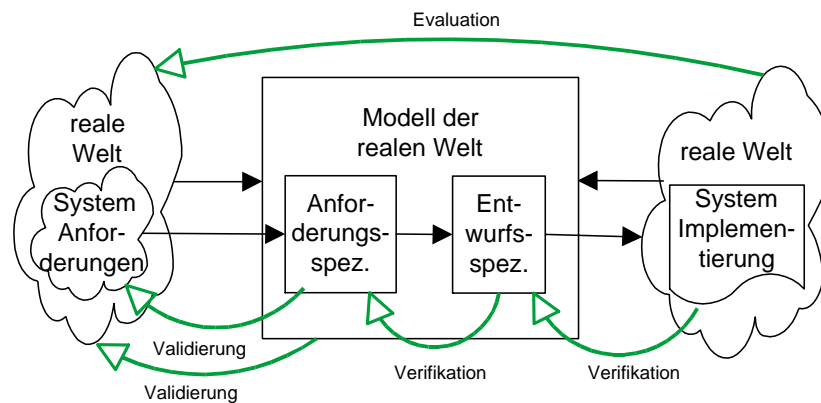 Evaluation
reale
Welt
System
Anfor-
derungen
Modell der
realen Welt
Anfor-
derungs-
spez.
Ent-
wurfs-
spez.
reale Welt
System
Implemen-
tierung
Validierung
Validierung
Verifikation
Verifikation